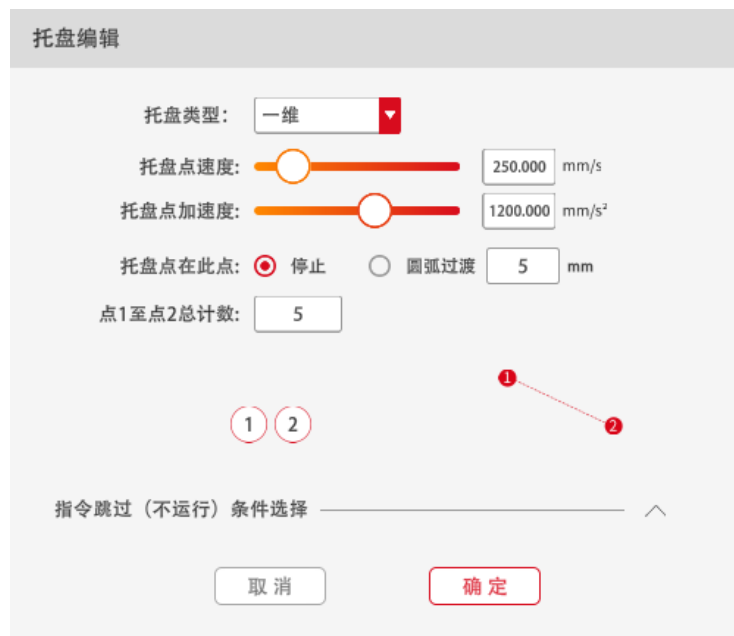 托盘编辑
托盘类型： 一维
托盘点速度: 250.000 mm/s
托盘点加速度: 1200.000 mm/s²
托盘点在此点: 停止 圆弧过渡 5 mm
点1至点2总计数: 5
1
1 2
2
指令跳过（不运行）条件选择
取消 确定